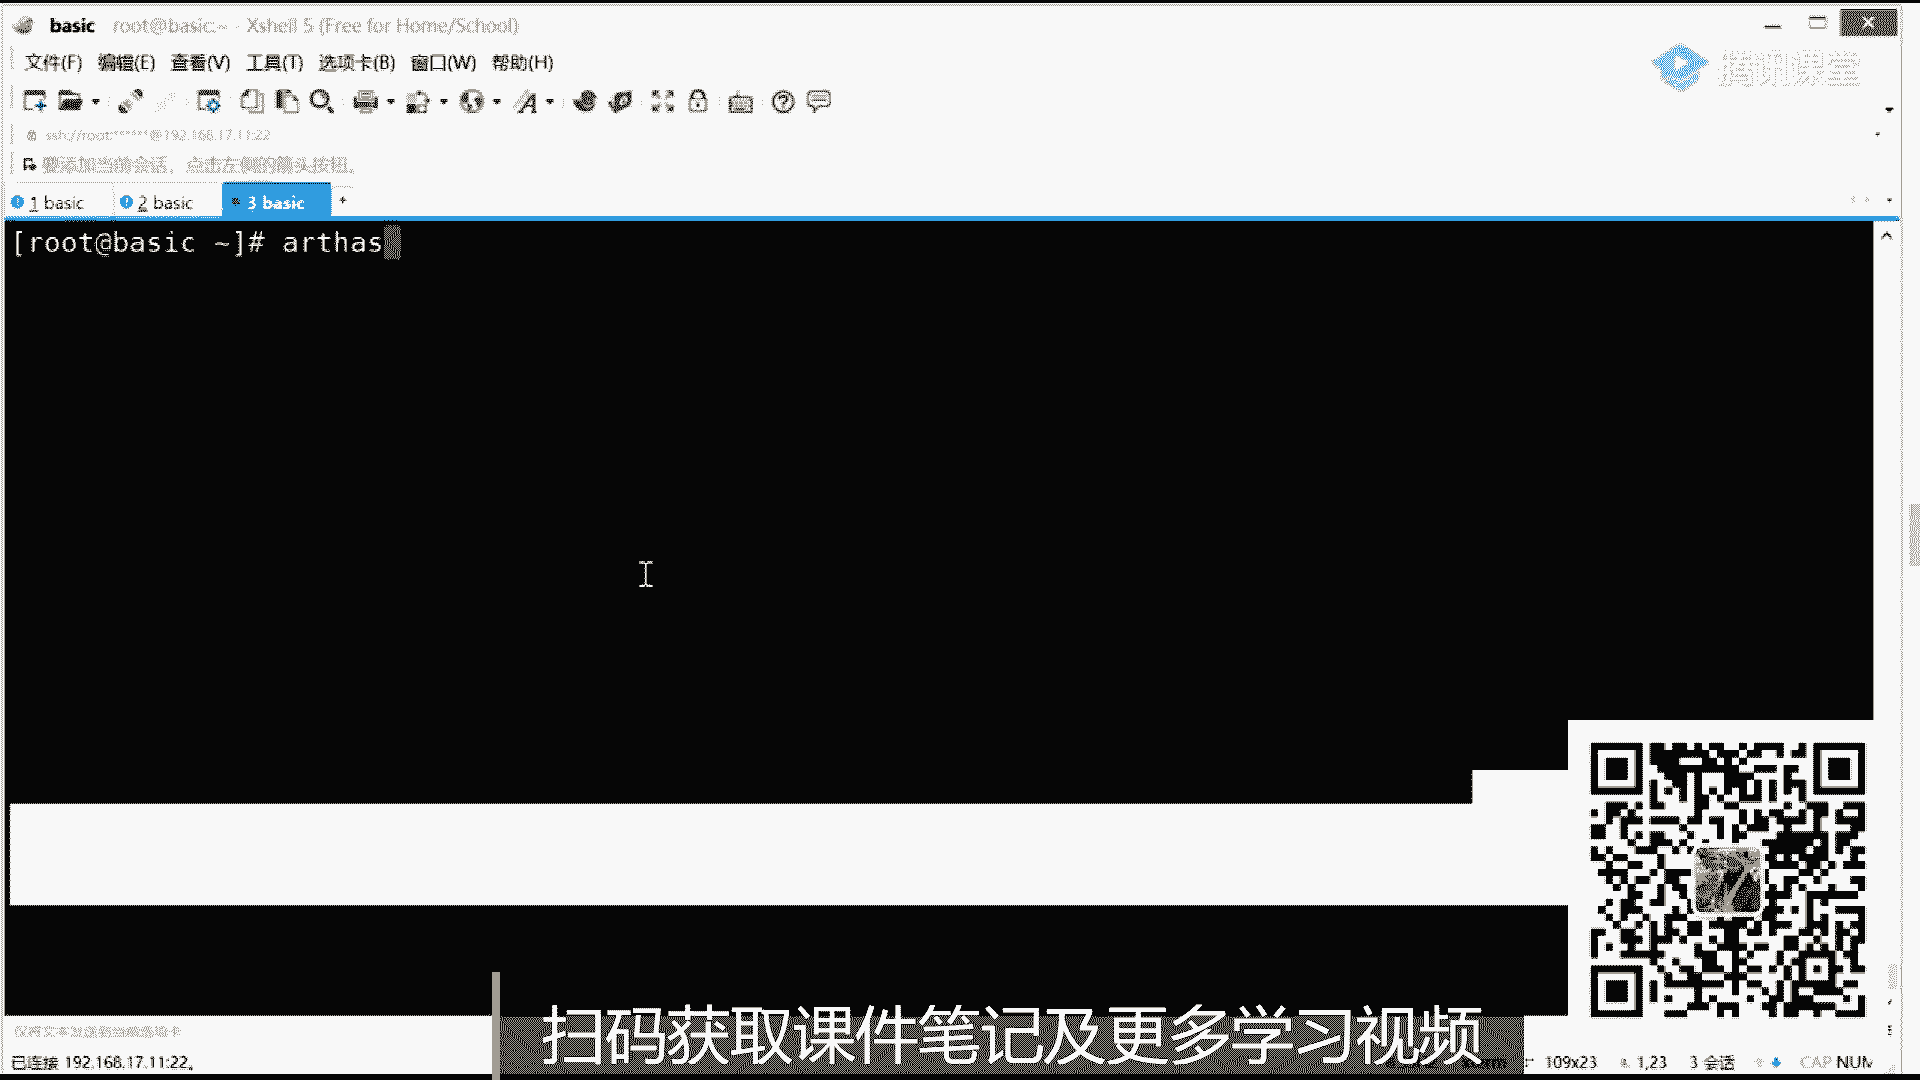 basic root@basic:~ - Xshell 5 (Free for Home/School)
文件(F) 编辑(E) 查看(V) 工具(T) 选项卡(B) 窗口(W) 帮助(H)
腾讯课堂
ssh://root:******@192.168.17.11:22
要添加当前会话，点击左侧的箭头按钮。
1 basic 2 basic 3 basic +
[root@basic ~]# arthas
扫码获取课件笔记及更多学习视频
仅将文本发送到当前选项卡
已连接 192.168.17.11:22。 109x23 1,23 3 会话 CAP NUM